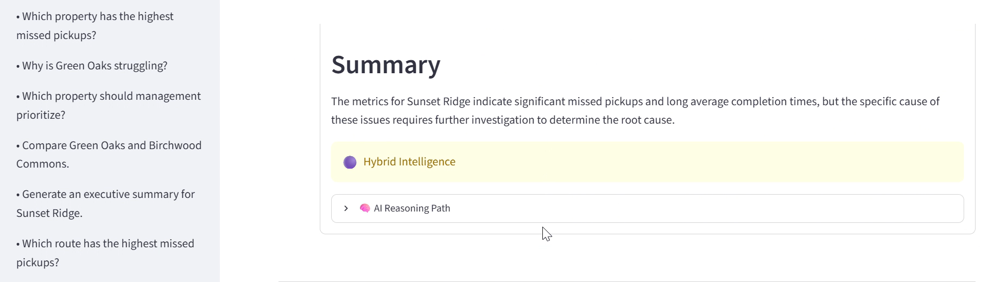 • Which property has the highest
missed pickups?
• Why is Green Oaks struggling?
• Which property should management
prioritize?
• Compare Green Oaks and Birchwood
Commons.
• Generate an executive summary for
Sunset Ridge.
• Which route has the highest missed
pickups?
Summary
The metrics for Sunset Ridge indicate significant missed pickups and long average completion times, but the specific cause of
these issues requires further investigation to determine the root cause.
Hybrid Intelligence
AI Reasoning Path